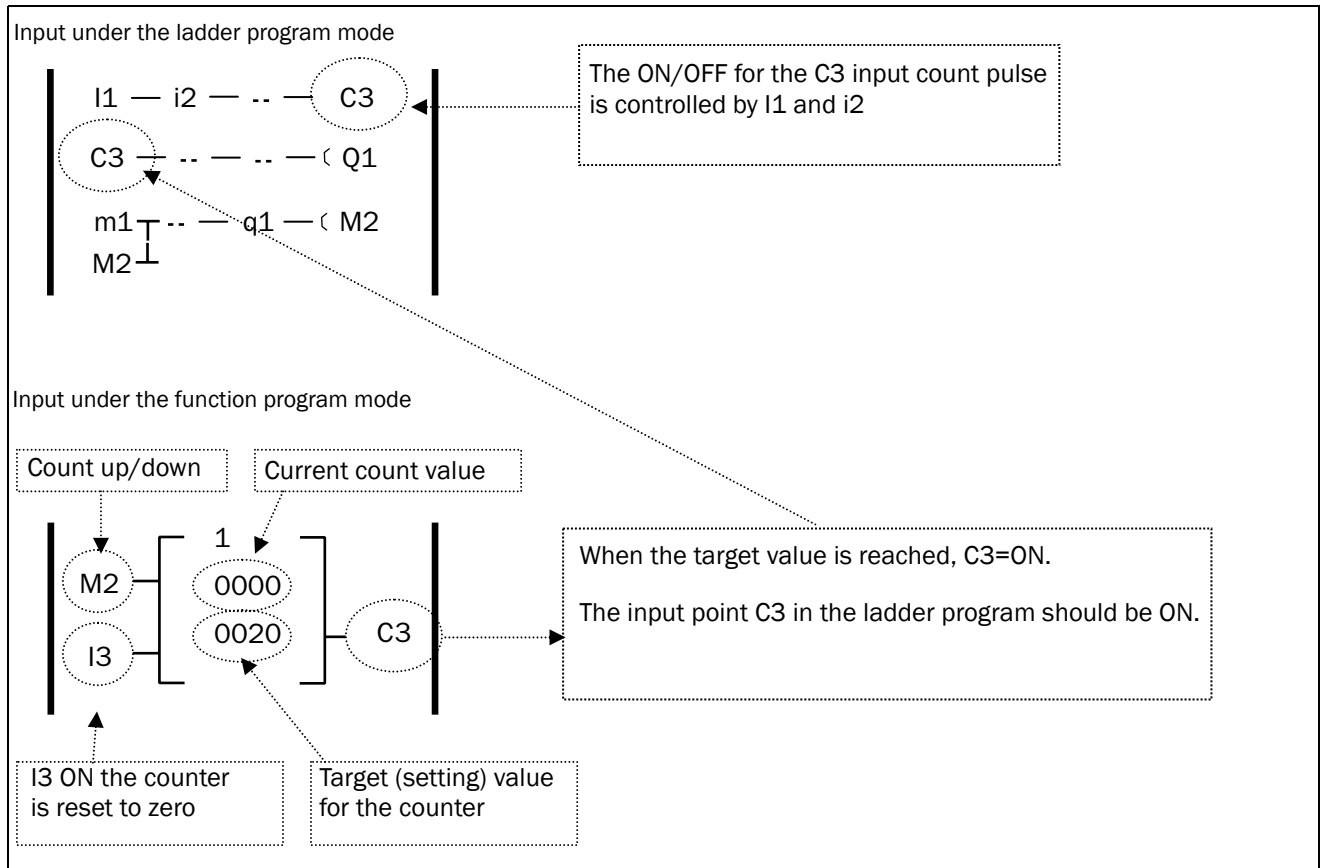 Input under the ladder program mode
I1 — i2 — -- — C3
C3 — -- — -- —( Q1
m1 -- — q1 —( M2
M2
The ON/OFF for the C3 input count pulse
is controlled by I1 and i2
Input under the function program mode
Count up/down
Current count value
1
M2
0000
0020
I3
C3
When the target value is reached, C3=ON.
The input point C3 in the ladder program should be ON.
I3 ON the counter
is reset to zero
Target (setting) value
for the counter